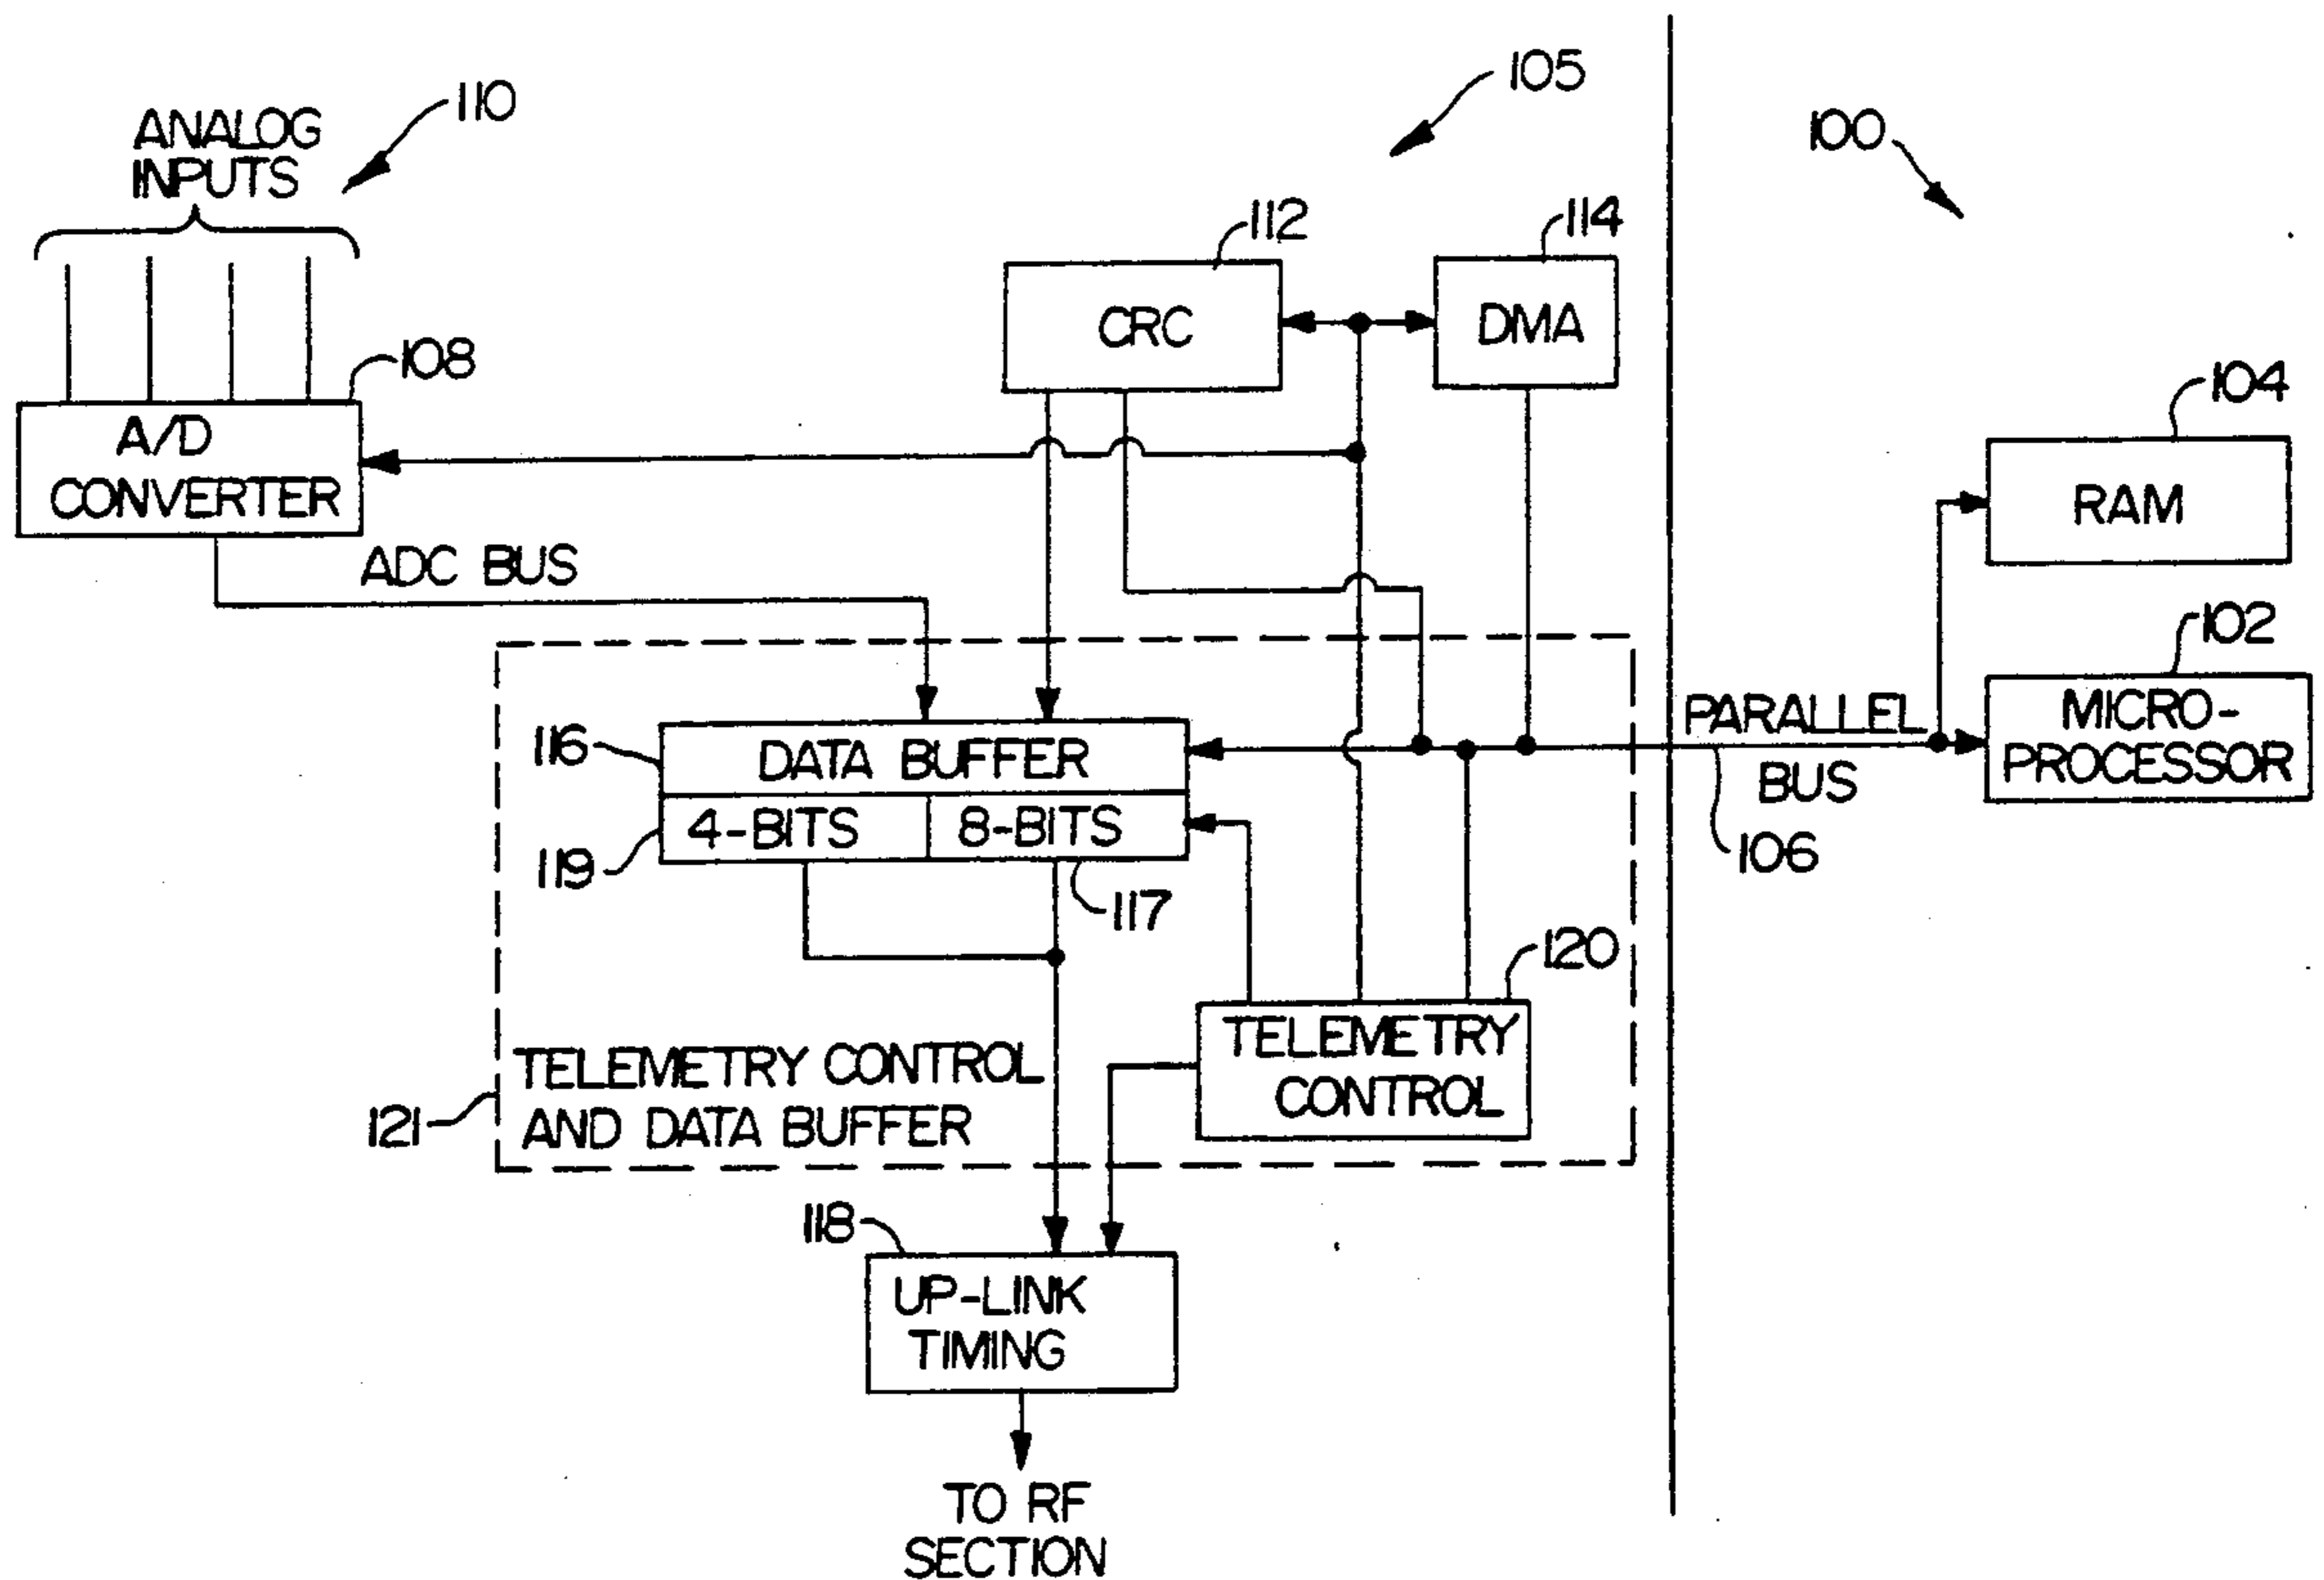 105
110
ANALOG
INPUTS
100
112
114
CRC
DMA
108
104
A/D
CONVERTER
RAM
ADC BUS
102
116
DATA BUFFER
PARALLEL
BUS
MICRO-
PROCESSOR
119
4-BITS
8-BITS
106
117
120
TELEMETRY
CONTROL
TELEMETRY CONTROL
AND DATA BUFFER
121
118
UP-LINK
TIMING
TO RF
SECTION